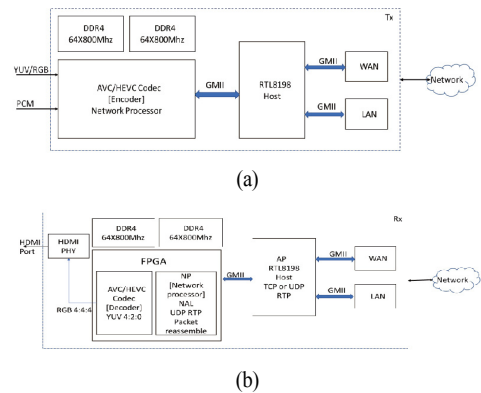 Tx
DDR4
64X800Mhz
DDR4
64X800Mhz
YUV/RGB
PCM
AVC/HEVC Codec
[Encoder]
Network Processor
GMII
RTL8198
Host
GMII
WAN
GMII
LAN
Network
(a)
Rx
HDMI
Port
HDMI
PHY
DDR4
64X800Mhz
DDR4
64X800Mhz
FPGA
AVC/HEVC
Codec
[Decoder]
YUV 4:2:0
NP
[Network
processor]
NAL
UDP RTP
Packet
reassemble
RGB 4:4:4
GMII
AP
RTL8198
Host
TCP or UDP
RTP
GMII
WAN
GMII
LAN
Network
(b)